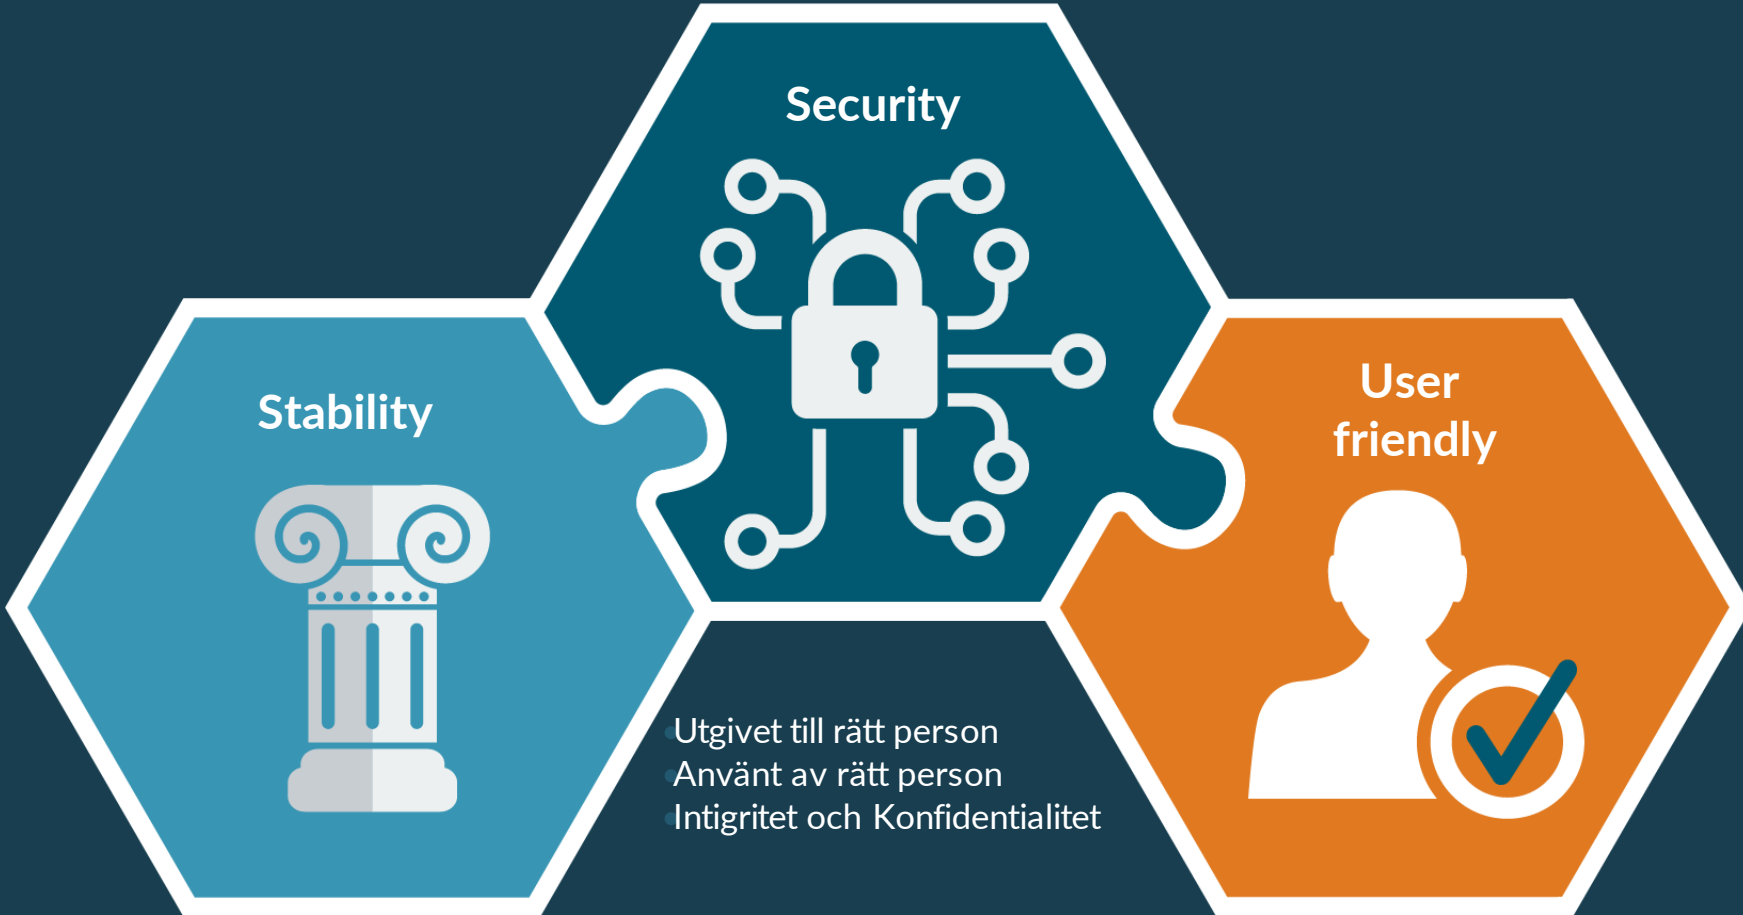 Security
Stability
User
friendly
Utgivet till rätt person
Använt av rätt person
Intigritet och Konfidentialitet